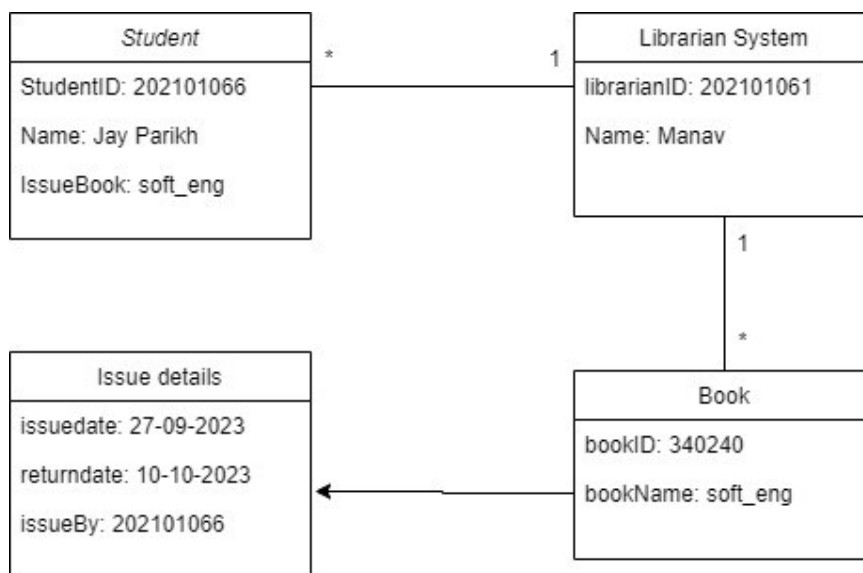 Student
StudentID: 202101066
Name: Jay Parikh
IssueBook: soft_eng
*
1
Librarian System
librarianID: 202101061
Name: Manav
1
*
Issue details
issuedate: 27-09-2023
returndate: 10-10-2023
issueBy: 202101066
Book
bookID: 340240
bookName: soft_eng